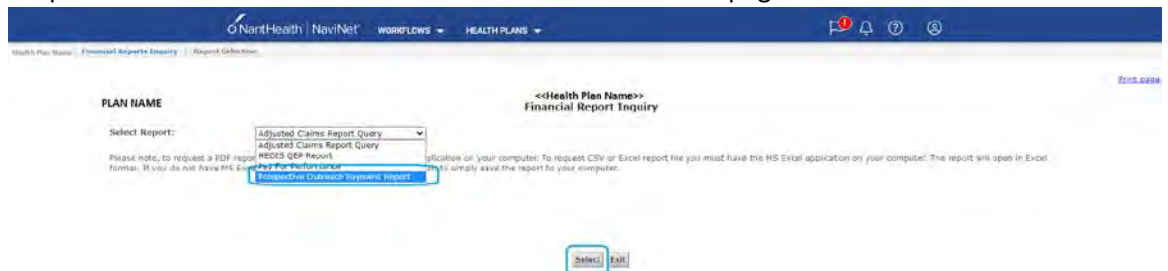 NantHealth | NaviNet WORKFLOWS HEALTH PLANS
Health Plan Name Financial Reports Inquiry Report Selection
Print page
<<Health Plan Name>>
PLAN NAME
Financial Report Inquiry
Select Report: Adjusted Claims Report Query
Adjusted Claims Report Query
HEDIS QEP Report
Pay For Performance
Prospective Outreach Payment Report
Please note, to request a PDF repor plication on your computer. To request CSV or Excel report file you must have the MS Excel application on your computer. The report will open in Excel
format. If you do not have MS Ex to simply save the report to your computer.
Select Exit